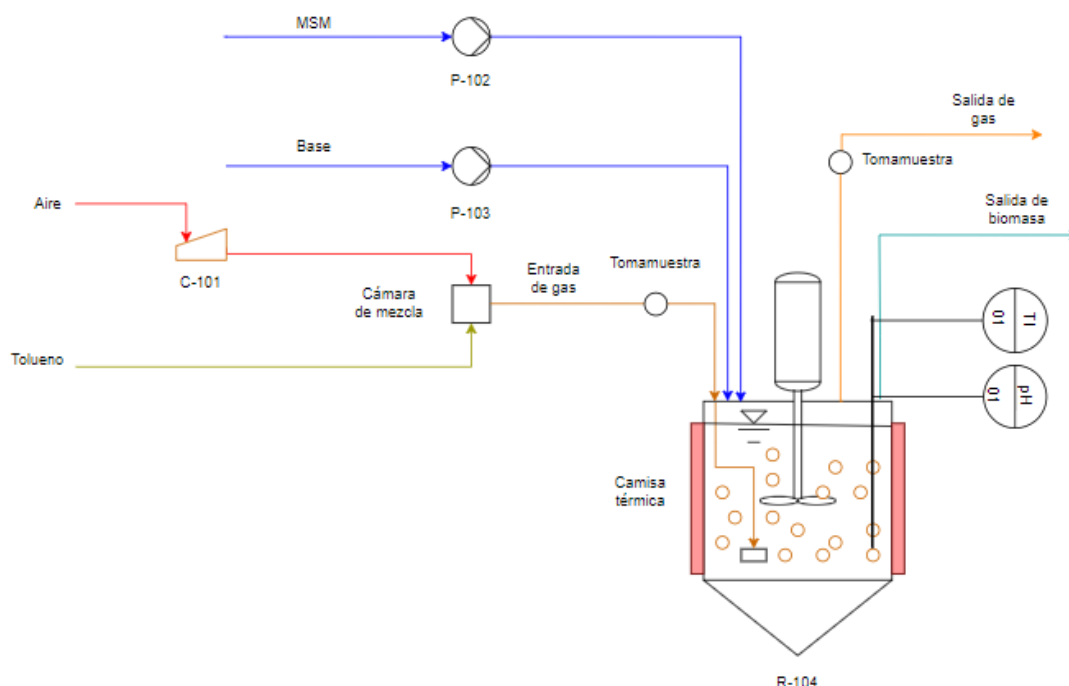 MSM
P-102
Salida de
gas
Base
Tomamuestra
P-103
Aire
Salida de
biomasa
C-101
Entrada
de gas
Tomamuestra
Cámara
de mezcla
TI
01
Tolueno
pH
01
Camisa
térmica
R-104